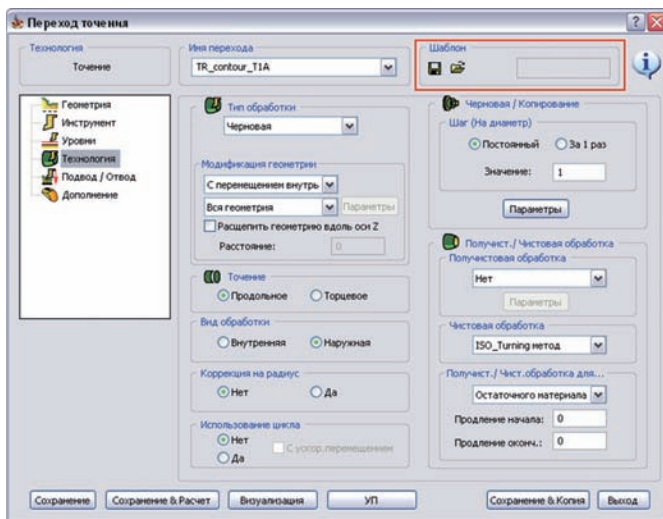 Переход точения
Технология
Точение
Имя перехода
TR_contour_T1A
Шаблон
Геометрия
Инструмент
Уровни
Технология
Подвод / Отвод
Дополнение
Тип обработки
Черновая
Модификация геометрии
С перемещением внутрь
Вся геометрия
Параметры
Расщепить геометрию вдоль оси Z
Расстояние:
0
Точение
Продольное
Торцевое
Вид обработки
Внутренняя
Наружная
Коррекция на радиус
Нет
Да
Использование цикла
Нет
Да
С ускор.перемещением
Черновая / Копирование
Шаг (На диаметр)
Постоянный
За 1 раз
Значение:
1
Параметры
Получист./ Чистовая обработка
Получистовая обработка
Нет
Параметры
Чистовая обработка
ISO_Turning метод
Получист./ Чист.обработка для...
Остаточного материала
Продление начала:
0
Продление оконч.:
0
Сохранение
Сохранение & Расчет
Визуализация
УП
Сохранение & Копия
Выход